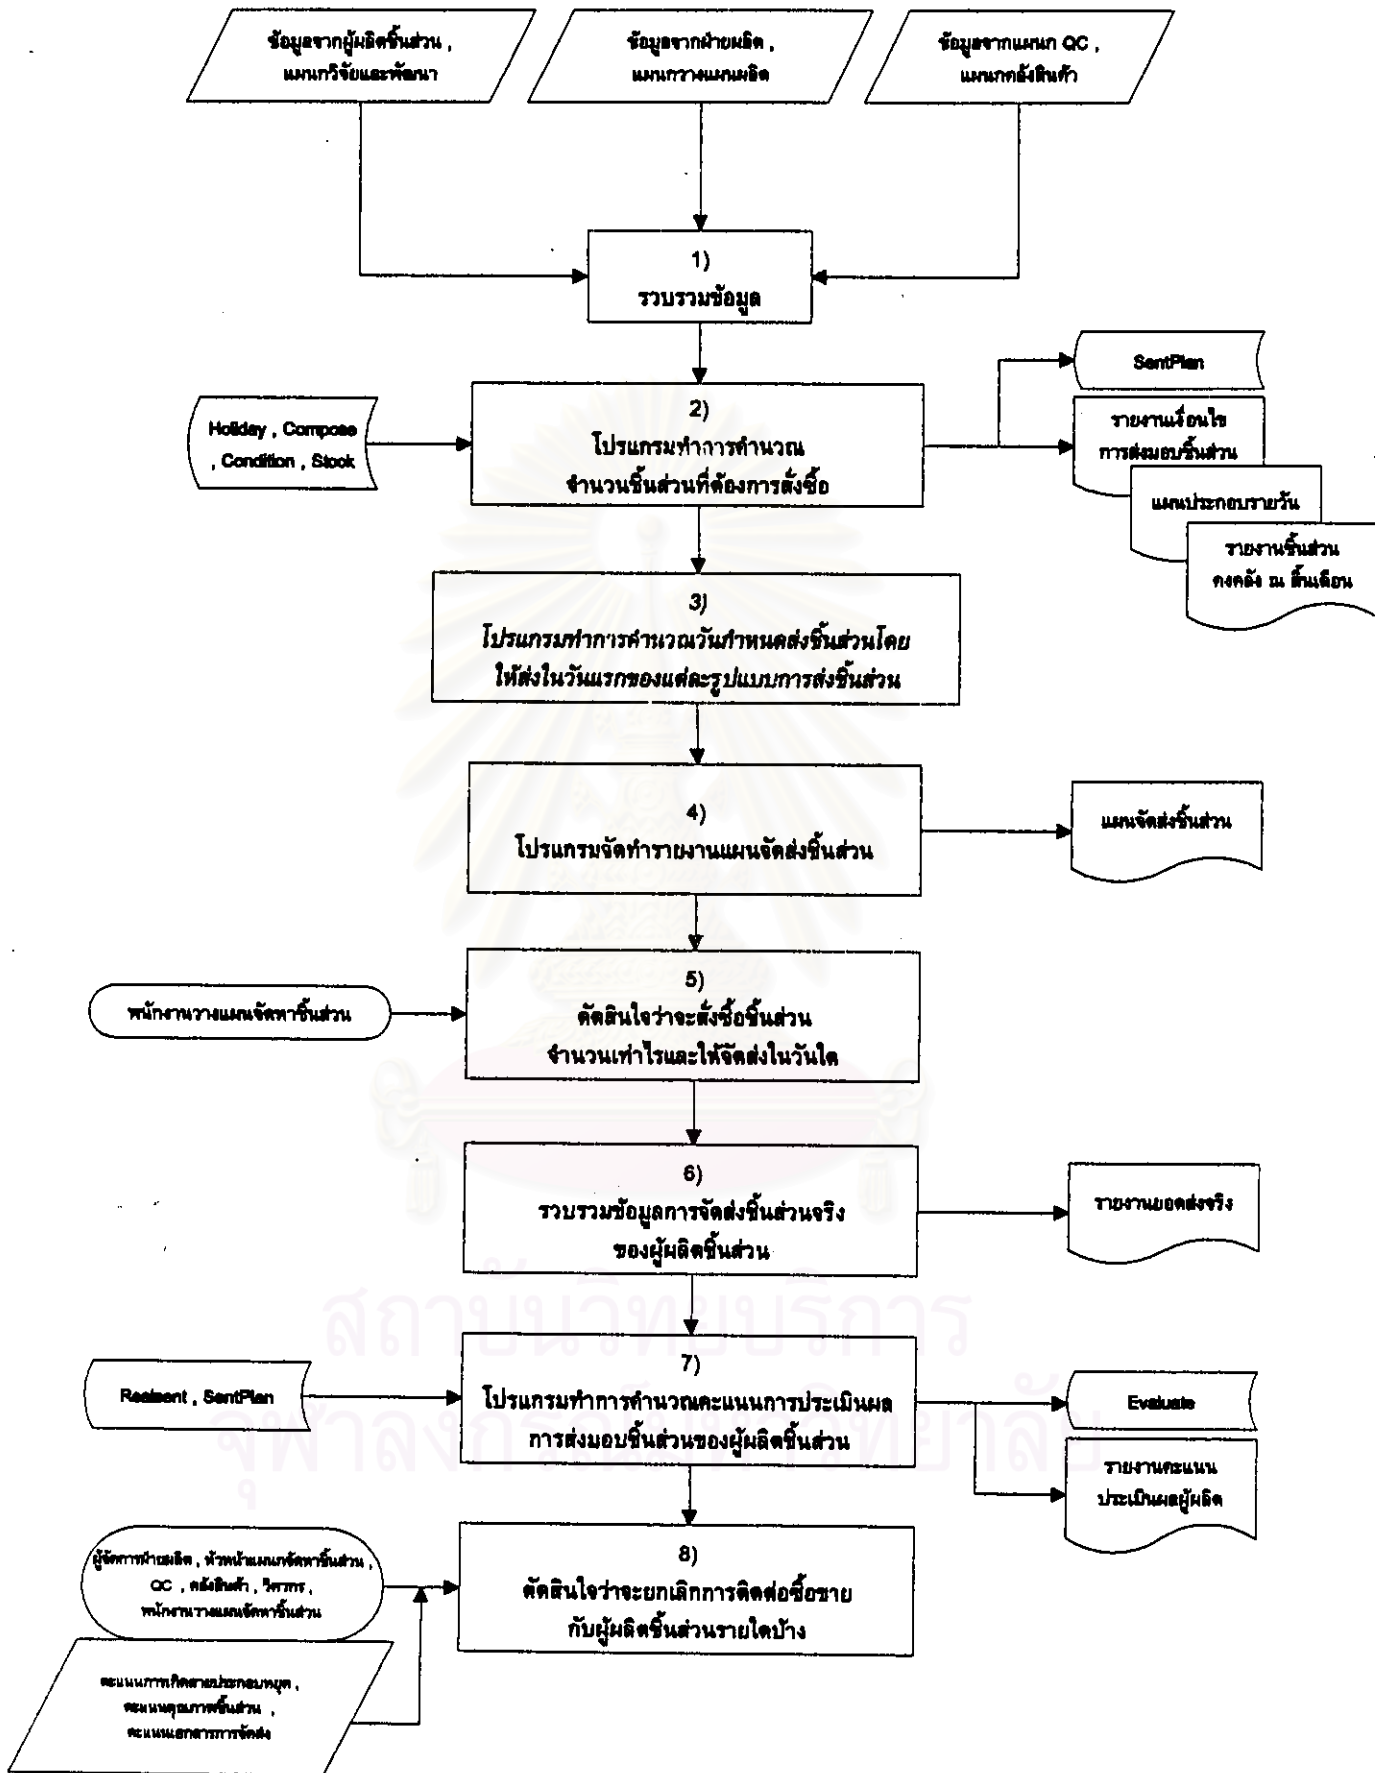 ข้อมูลจากผู้ผลิตชิ้นส่วน ,
แผนกวิจัยและพัฒนา
ข้อมูลจากฝ่ายผลิต ,
แผนกวางแผนผลิต
ข้อมูลจากแผนก QC ,
แผนกคลังสินค้า
1)
รวบรวมข้อมูล
Holiday , Compose
, Condition , Stock
2)
โปรแกรมทำการคำนวณ
จำนวนชิ้นส่วนที่ต้องการสั่งซื้อ
SentPlan
รายงานเงื่อนไข
การส่งมอบชิ้นส่วน
แผนประกอบรายวัน
รายงานชิ้นส่วน
คงคลัง ณ สิ้นเดือน
3)
โปรแกรมทำการคำนวณวันกำหนดส่งชิ้นส่วนโดย
ให้ส่งในวันแรกของแต่ละรูปแบบการส่งชิ้นส่วน
4)
โปรแกรมจัดทำรายงานแผนจัดส่งชิ้นส่วน
แผนจัดส่งชิ้นส่วน
พนักงานวางแผนจัดหาชิ้นส่วน
5)
ตัดสินใจว่าจะสั่งซื้อชิ้นส่วน
จำนวนเท่าไรและให้จัดส่งในวันใด
6)
รวบรวมข้อมูลการจัดส่งชิ้นส่วนจริง
ของผู้ผลิตชิ้นส่วน
รายงานยอดส่งจริง
Realsent , SentPlan
7)
โปรแกรมทำการคำนวณคะแนนการประเมินผล
การส่งมอบชิ้นส่วนของผู้ผลิตชิ้นส่วน
Evaluate
รายงานคะแนน
ประเมินผลผู้ผลิต
ผู้จัดการฝ่ายผลิต , หัวหน้าแผนกจัดหาชิ้นส่วน ,
QC , คลังสินค้า , วิศวกร ,
พนักงานวางแผนจัดหาชิ้นส่วน
8)
ตัดสินใจว่าจะยกเลิกการติดต่อซื้อขาย
กับผู้ผลิตชิ้นส่วนรายใดบ้าง
คะแนนการเกิดสายประกอบหยุด ,
คะแนนคุณภาพชิ้นส่วน ,
คะแนนเอกสารการจัดส่ง
สถาบันวิทยบริการ
จุฬาลงกรณ์มหาวิทยาลัย